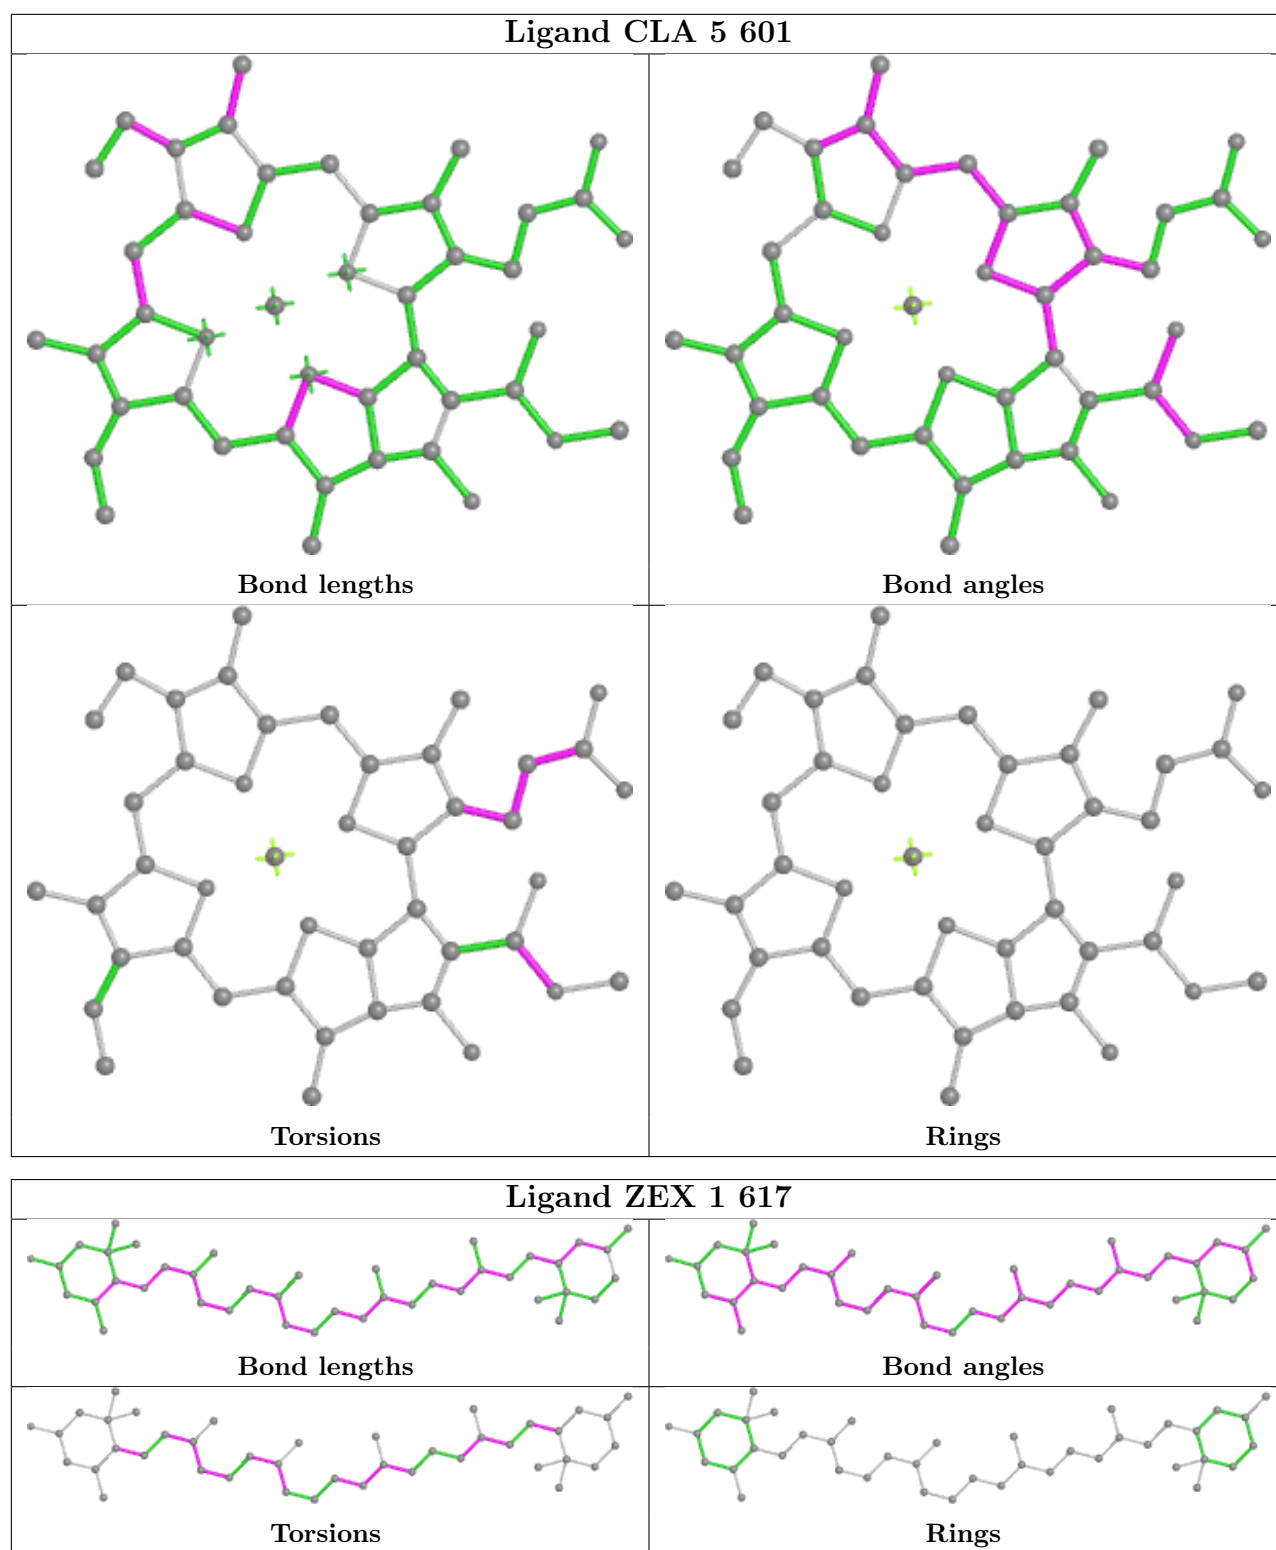 Ligand CLA 5 601
Bond lengths
Bond angles
Torsions
Rings
Ligand ZEX 1 617
Bond lengths
Bond angles
Torsions
Rings